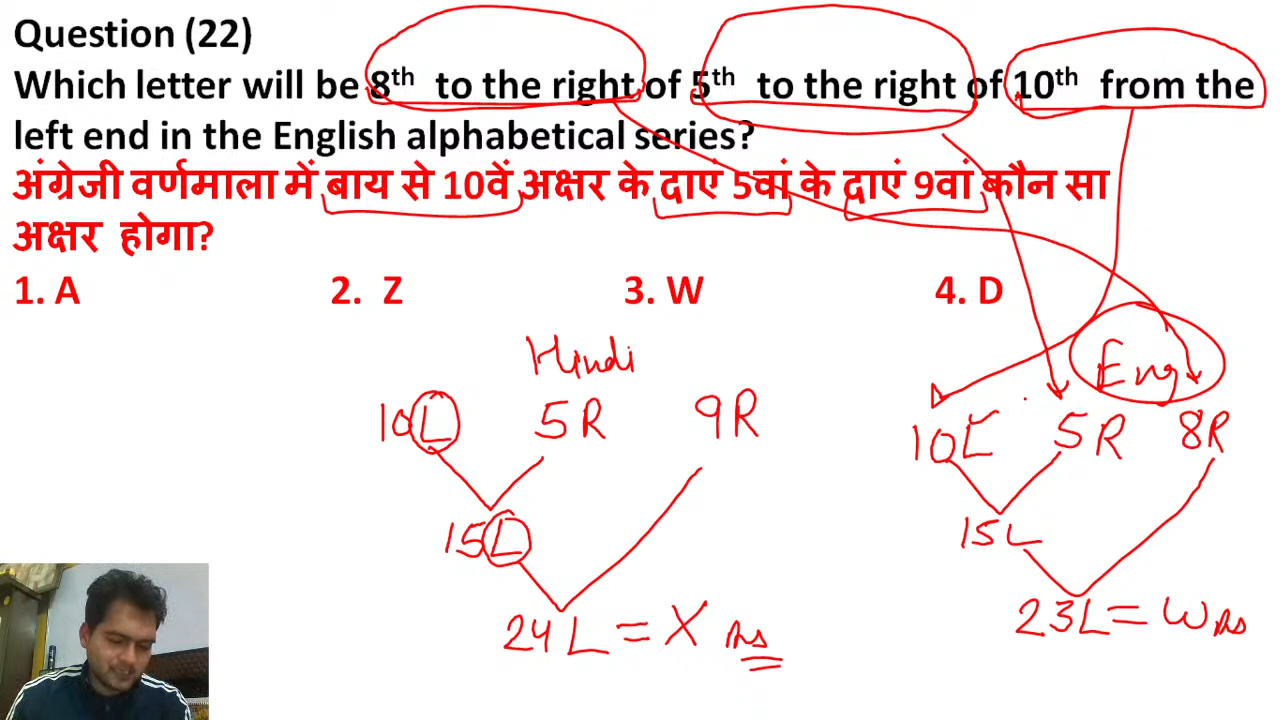 Question (22)
Which letter will be 8th to the right of 5th to the right of 10th from the
left end in the English alphabetical series?
अंग्रेजी वर्णमाला में बाय से 10वें अक्षर के दाएं 5वां के दाएं 9वां कौन सा
अक्षर होगा?
1. A 2. Z 3. W 4. D
Hindi
10L 5R 9R
15L
24L = X Ans
Eng
10L 5R 8R
15L
23L = W Ans